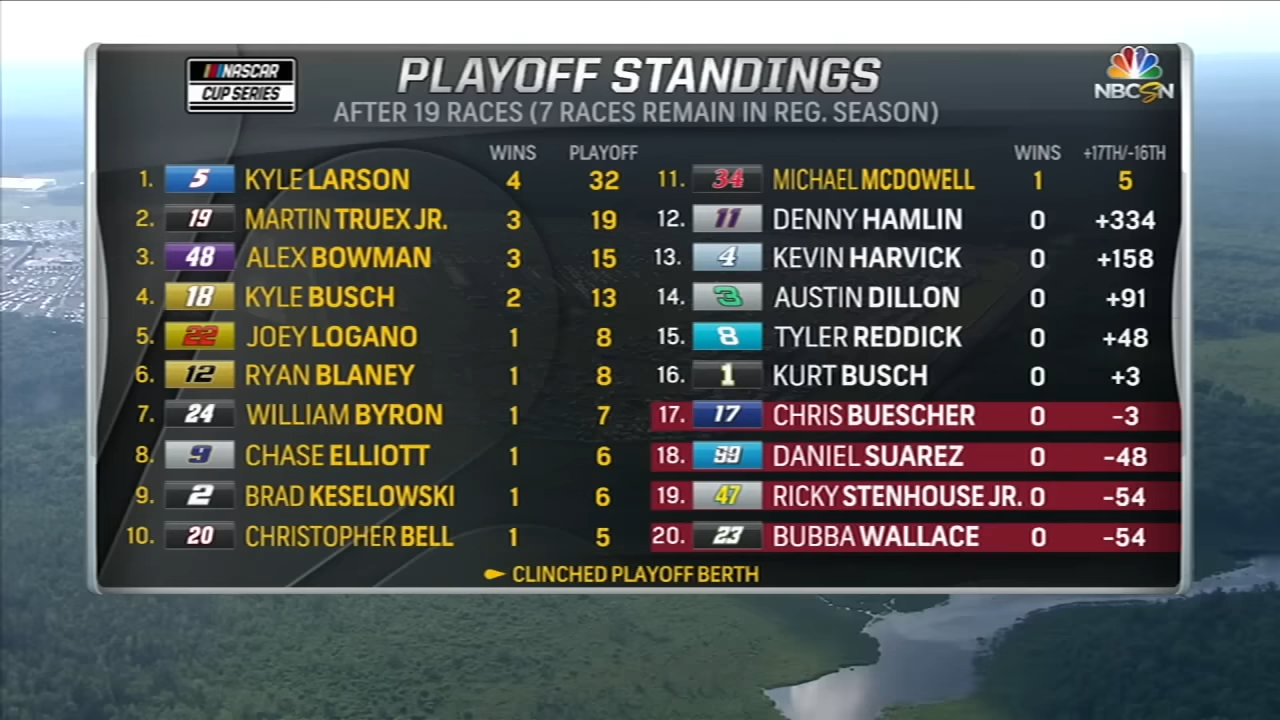 NASCAR
CUP SERIES
PLAYOFF STANDINGS
AFTER 19 RACES (7 RACES REMAIN IN REG. SEASON)
NBCSN
WINS PLAYOFF
1. 5 KYLE LARSON 4 32
2. 19 MARTIN TRUEX JR. 3 19
3. 48 ALEX BOWMAN 3 15
4. 18 KYLE BUSCH 2 13
5. 22 JOEY LOGANO 1 8
6. 12 RYAN BLANEY 1 8
7. 24 WILLIAM BYRON 1 7
8. 9 CHASE ELLIOTT 1 6
9. 2 BRAD KESELOWSKI 1 6
10. 20 CHRISTOPHER BELL 1 5
WINS +17TH/-16TH
11. 34 MICHAEL MCDOWELL 1 5
12. 11 DENNY HAMLIN 0 +334
13. 4 KEVIN HARVICK 0 +158
14. 3 AUSTIN DILLON 0 +91
15. 8 TYLER REDDICK 0 +48
16. 1 KURT BUSCH 0 +3
17. 17 CHRIS BUESCHER 0 -3
18. 99 DANIEL SUAREZ 0 -48
19. 47 RICKY STENHOUSE JR. 0 -54
20. 23 BUBBA WALLACE 0 -54
CLINCHED PLAYOFF BERTH